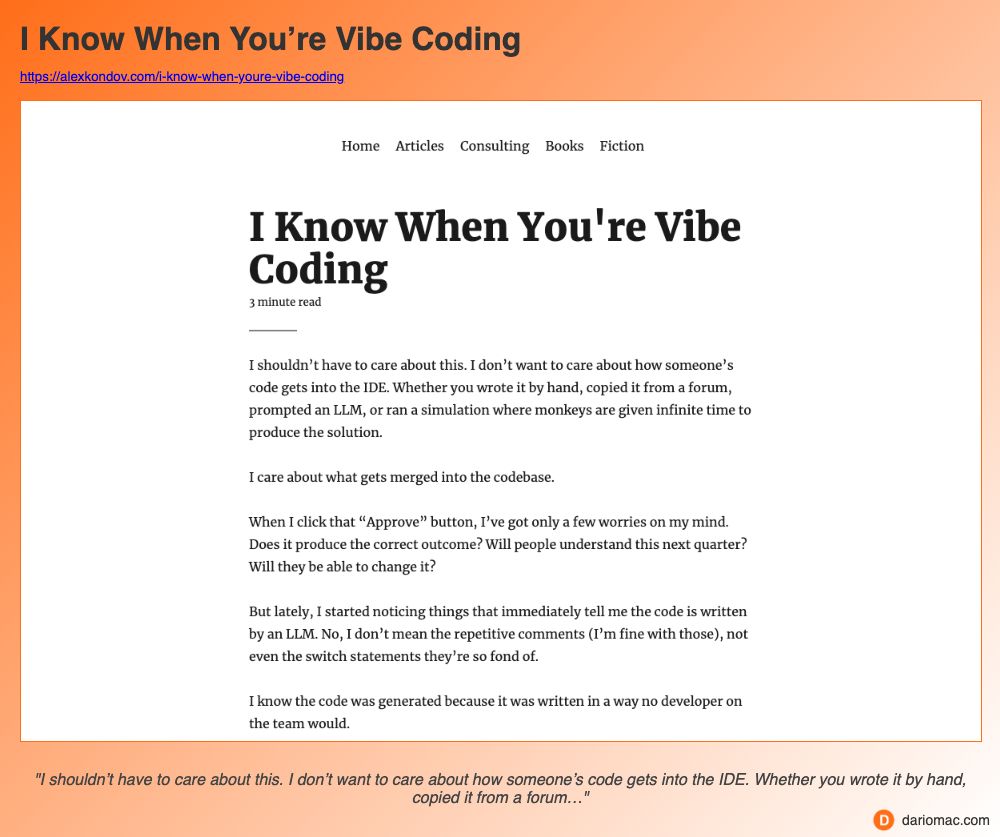 I Know When You’re Vibe Coding
https://alexkondov.com/i-know-when-youre-vibe-coding
Home Articles Consulting Books Fiction
I Know When You're Vibe
Coding
3 minute read
I shouldn’t have to care about this. I don’t want to care about how someone’s
code gets into the IDE. Whether you wrote it by hand, copied it from a forum,
prompted an LLM, or ran a simulation where monkeys are given infinite time to
produce the solution.
I care about what gets merged into the codebase.
When I click that “Approve” button, I’ve got only a few worries on my mind.
Does it produce the correct outcome? Will people understand this next quarter?
Will they be able to change it?
But lately, I started noticing things that immediately tell me the code is written
by an LLM. No, I don’t mean the repetitive comments (I’m fine with those), not
even the switch statements they’re so fond of.
I know the code was generated because it was written in a way no developer on
the team would.
"I shouldn’t have to care about this. I don’t want to care about how someone’s code gets into the IDE. Whether you wrote it by hand,
copied it from a forum…"
D dariomac.com